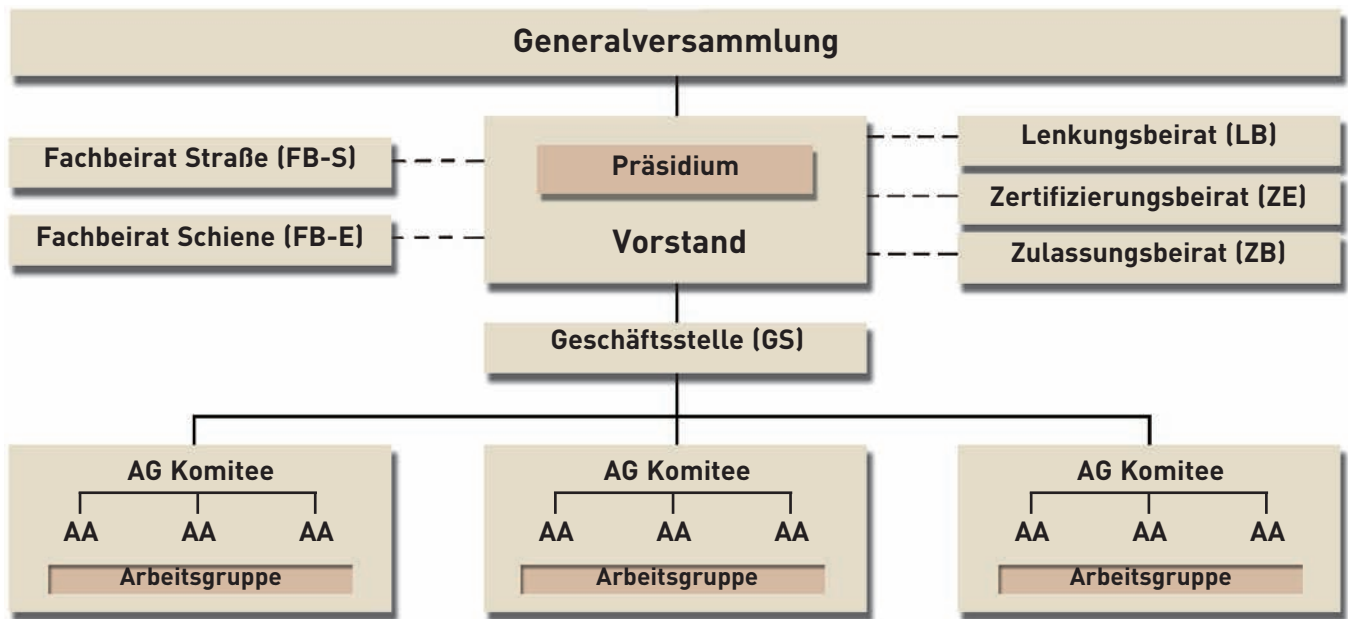 Generalversammlung
Fachbeirat Straße (FB-S)
Fachbeirat Schiene (FB-E)
Präsidium
Vorstand
Lenkungsbeirat (LB)
Zertifizierungsbeirat (ZE)
Zulassungsbeirat (ZB)
Geschäftsstelle (GS)
AG Komitee
AA AA AA
Arbeitsgruppe
AG Komitee
AA AA AA
Arbeitsgruppe
AG Komitee
AA AA AA
Arbeitsgruppe